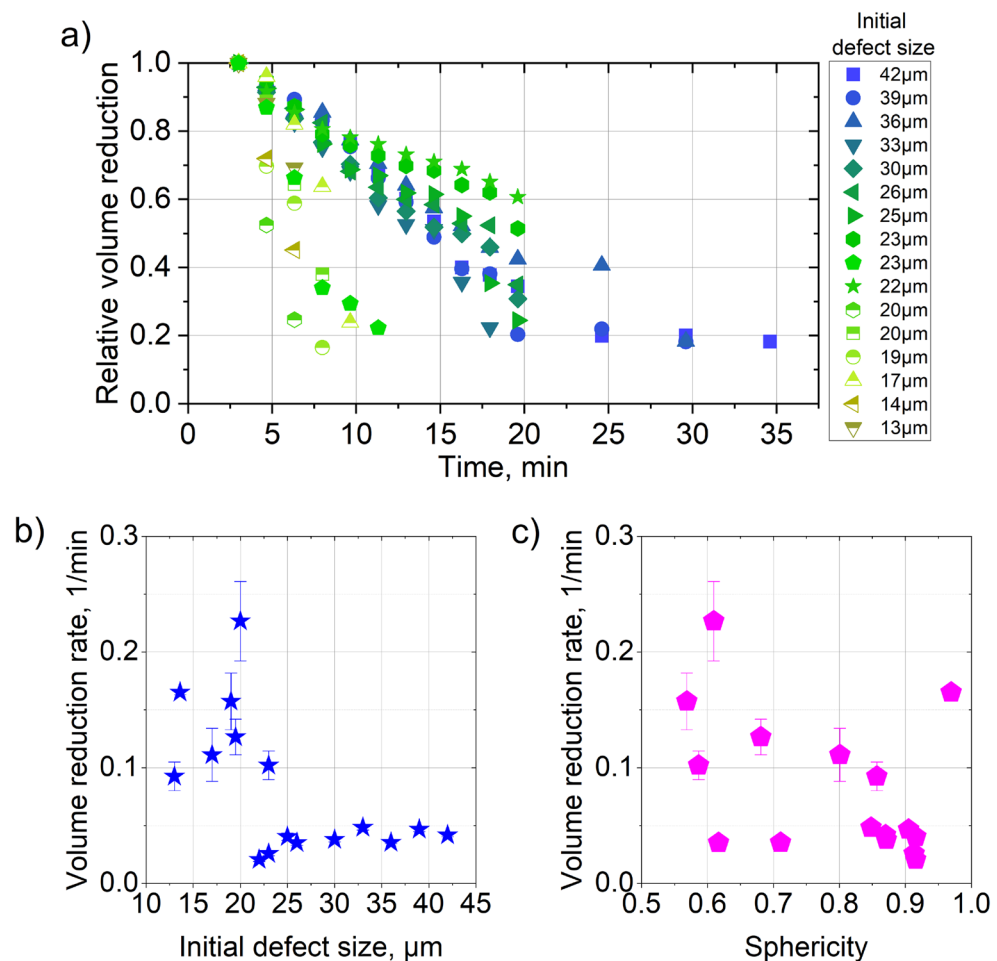 a)
Initial
defect size
42µm
39µm
36µm
33µm
30µm
26µm
25µm
23µm
23µm
22µm
20µm
20µm
19µm
17µm
14µm
13µm
Relative volume reduction
1.0
0.8
0.6
0.4
0.2
0.0
0 5 10 15 20 25 30 35
Time, min
b)
Volume reduction rate, 1/min
0.3
0.2
0.1
0.0
10 15 20 25 30 35 40 45
Initial defect size, µm
c)
Volume reduction rate, 1/min
0.3
0.2
0.1
0.0
0.5 0.6 0.7 0.8 0.9 1.0
Sphericity